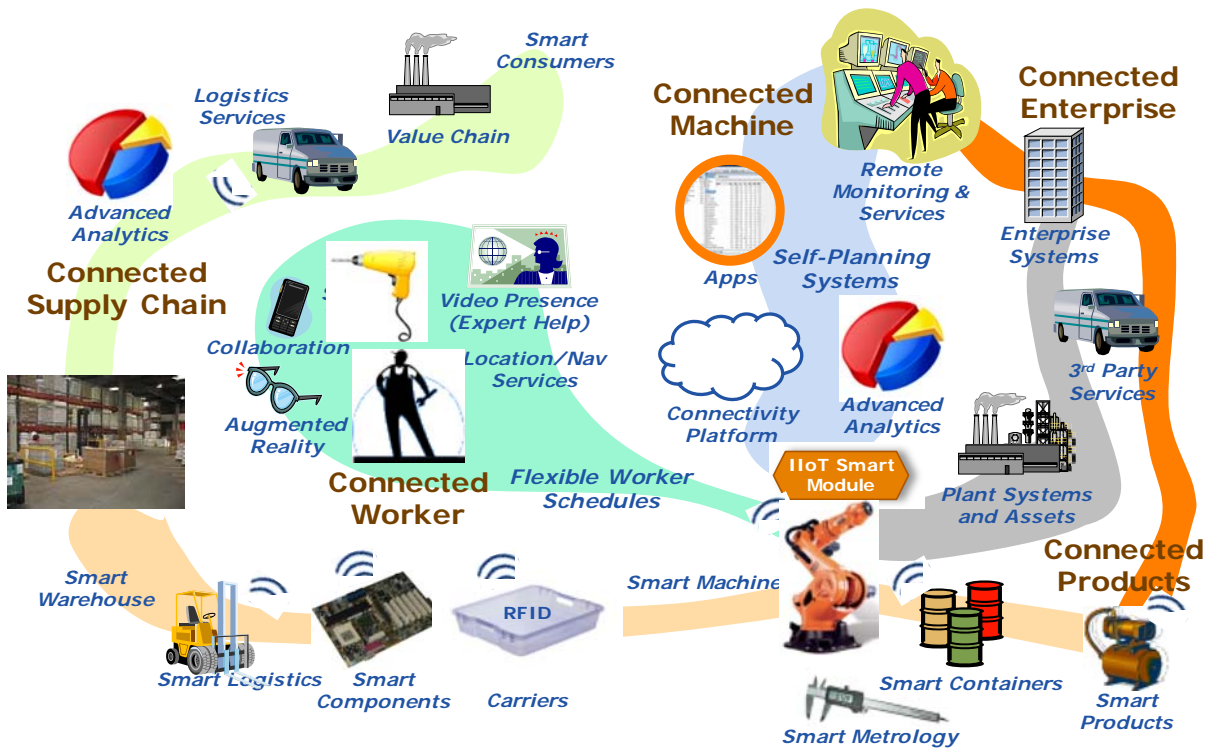 Smart
Consumers
Logistics
Services
Value Chain
Advanced
Analytics
Connected
Supply Chain
Connected
Machine
Connected
Enterprise
Remote
Monitoring &
Services
Enterprise
Systems
Apps
Self-Planning
Systems
Video Presence
(Expert Help)
Collaboration
Location/Nav
Services
Augmented
Reality
Connectivity
Platform
Advanced
Analytics
3rd Party
Services
Connected
Worker
Flexible Worker
Schedules
IIoT Smart
Module
Plant Systems
and Assets
Connected
Products
Smart
Warehouse
Smart Machine
RFID
Smart Logistics
Smart
Components
Carriers
Smart Containers
Smart
Products
Smart Metrology